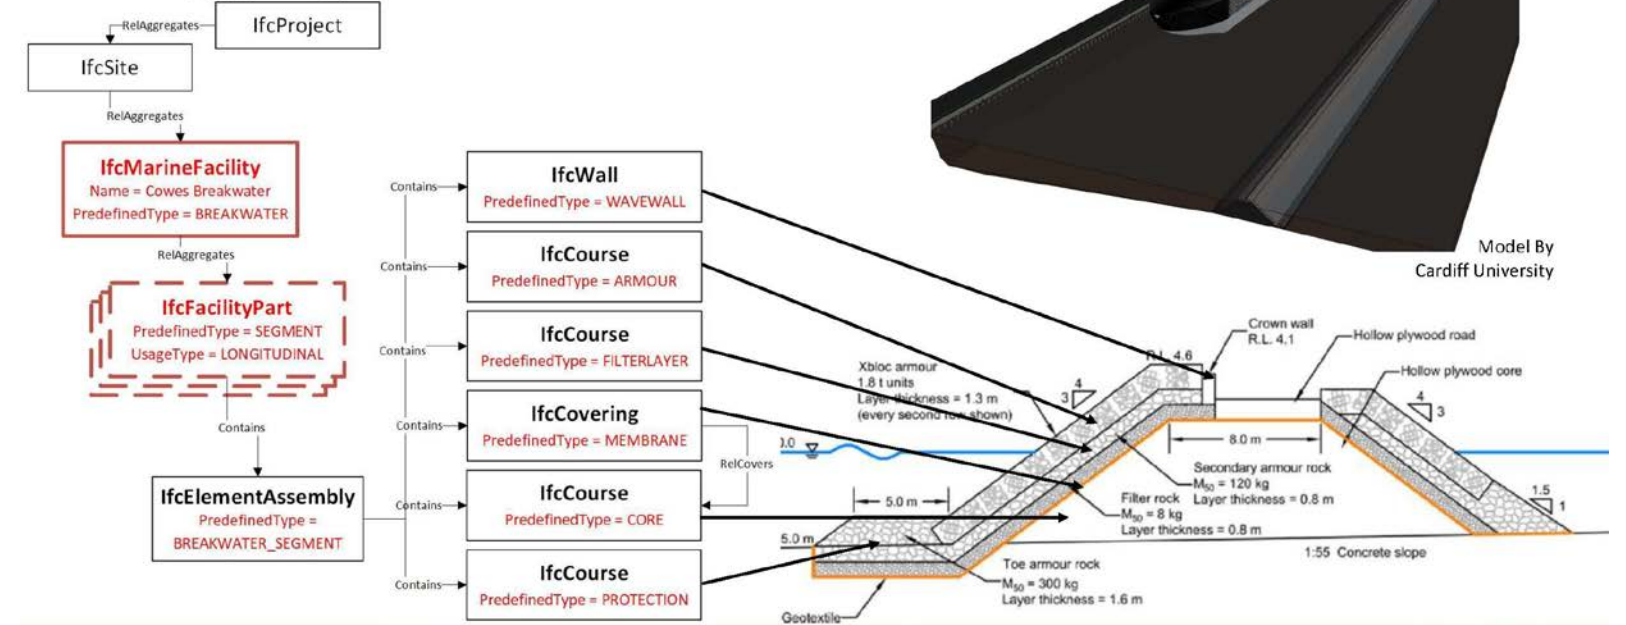 IfcProject
RelAggregates
IfcSite
RelAggregates
IfcMarineFacility
Name = Cowes Breakwater
PredefinedType = BREAKWATER
RelAggregates
IfcFacilityPart
PredefinedType = SEGMENT
UsageType = LONGITUDINAL
Contains
IfcElementAssembly
PredefinedType =
BREAKWATER_SEGMENT
Contains
IfcWall
PredefinedType = WAVEWALL
Contains
IfcCourse
PredefinedType = ARMOUR
Contains
IfcCourse
PredefinedType = FILTERLAYER
Contains
IfcCovering
PredefinedType = MEMBRANE
RelCovers
Contains
IfcCourse
PredefinedType = CORE
Contains
IfcCourse
PredefinedType = PROTECTION
Model By
Cardiff University
Crown wall
R.L. 4.1
Hollow plywood road
R.L. 4.6
Hollow plywood core
Xbloc armour
1.8 t units
Layer thickness = 1.3 m
(every second row shown)
4
3
4
3
8.0 m
Secondary armour rock
M50 = 120 kg
Layer thickness = 0.8 m
5.0 m
Filter rock
M50 = 8 kg
Layer thickness = 0.8 m
1.5
1
5.0 m
1:55 Concrete slope
Toe armour rock
M50 = 300 kg
Layer thickness = 1.6 m
Geotextile